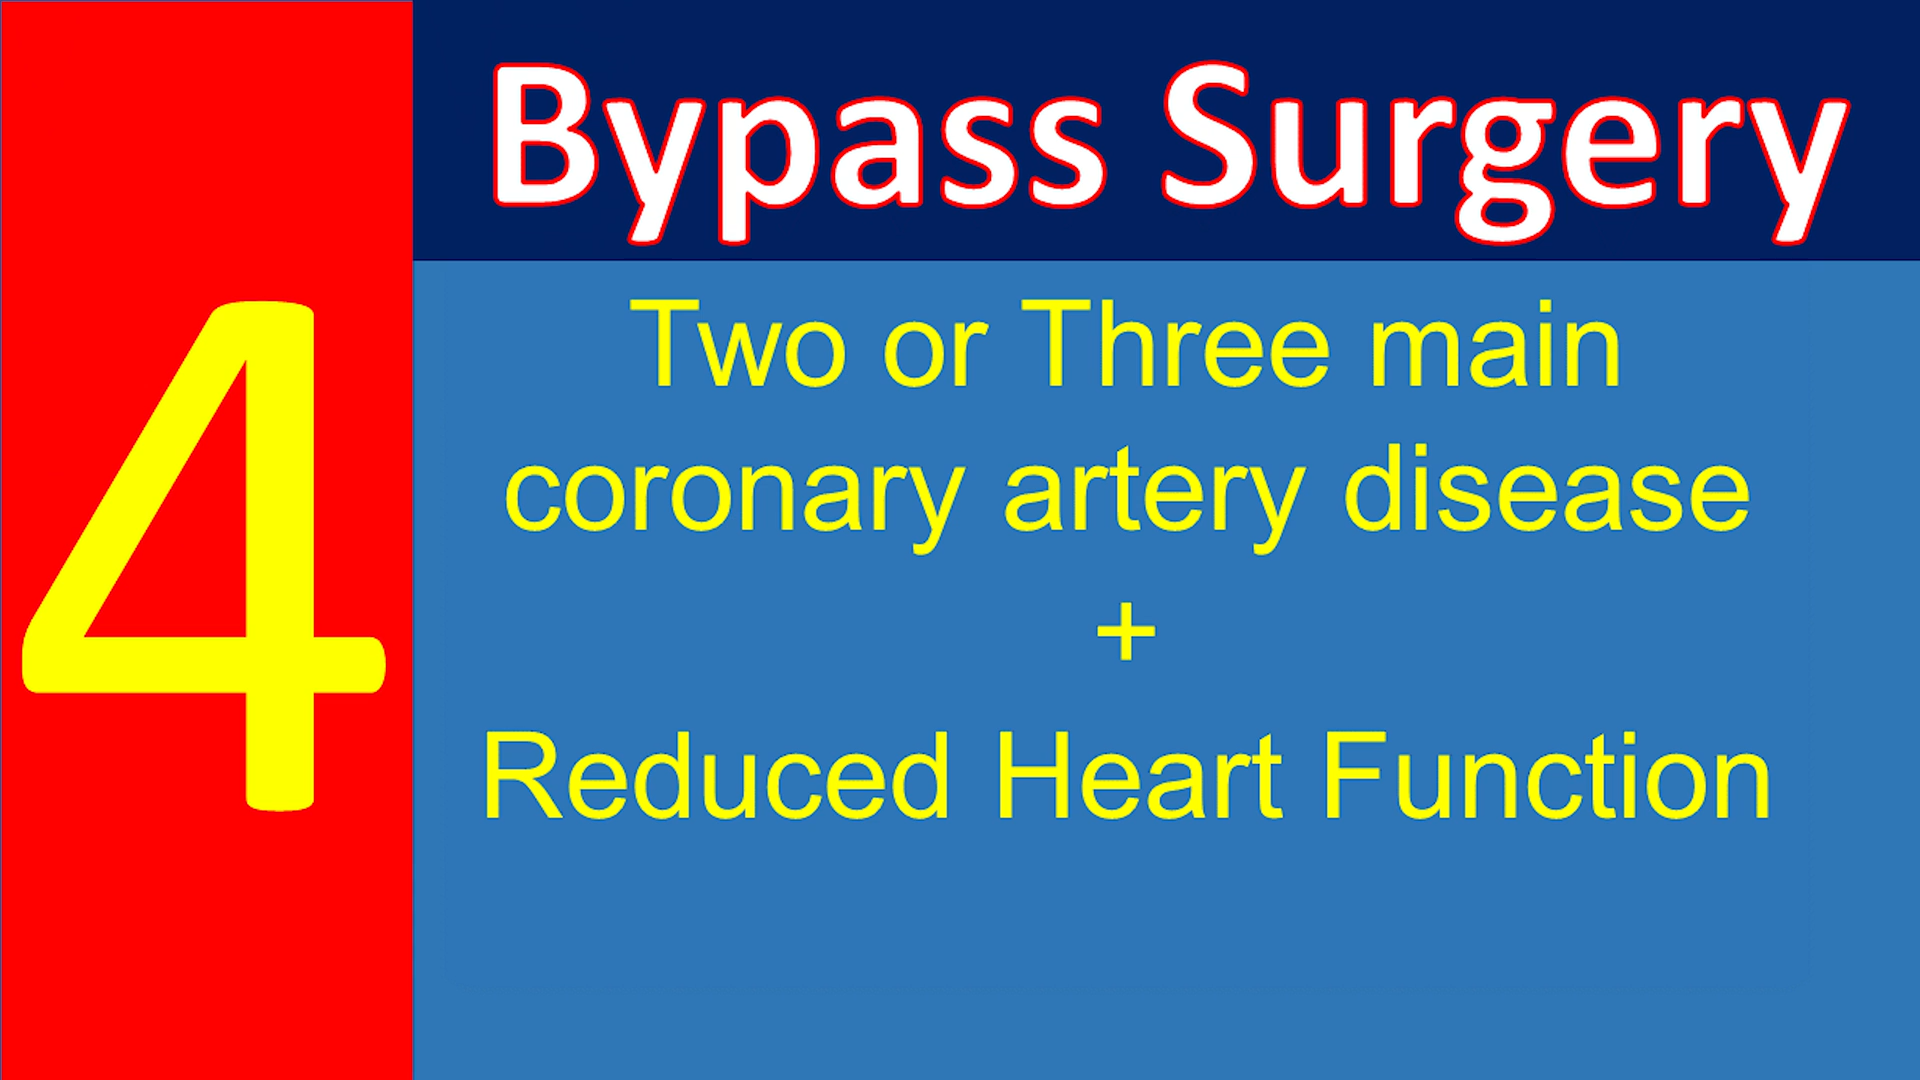 4
Bypass Surgery
Two or Three main
coronary artery disease
+
Reduced Heart Function